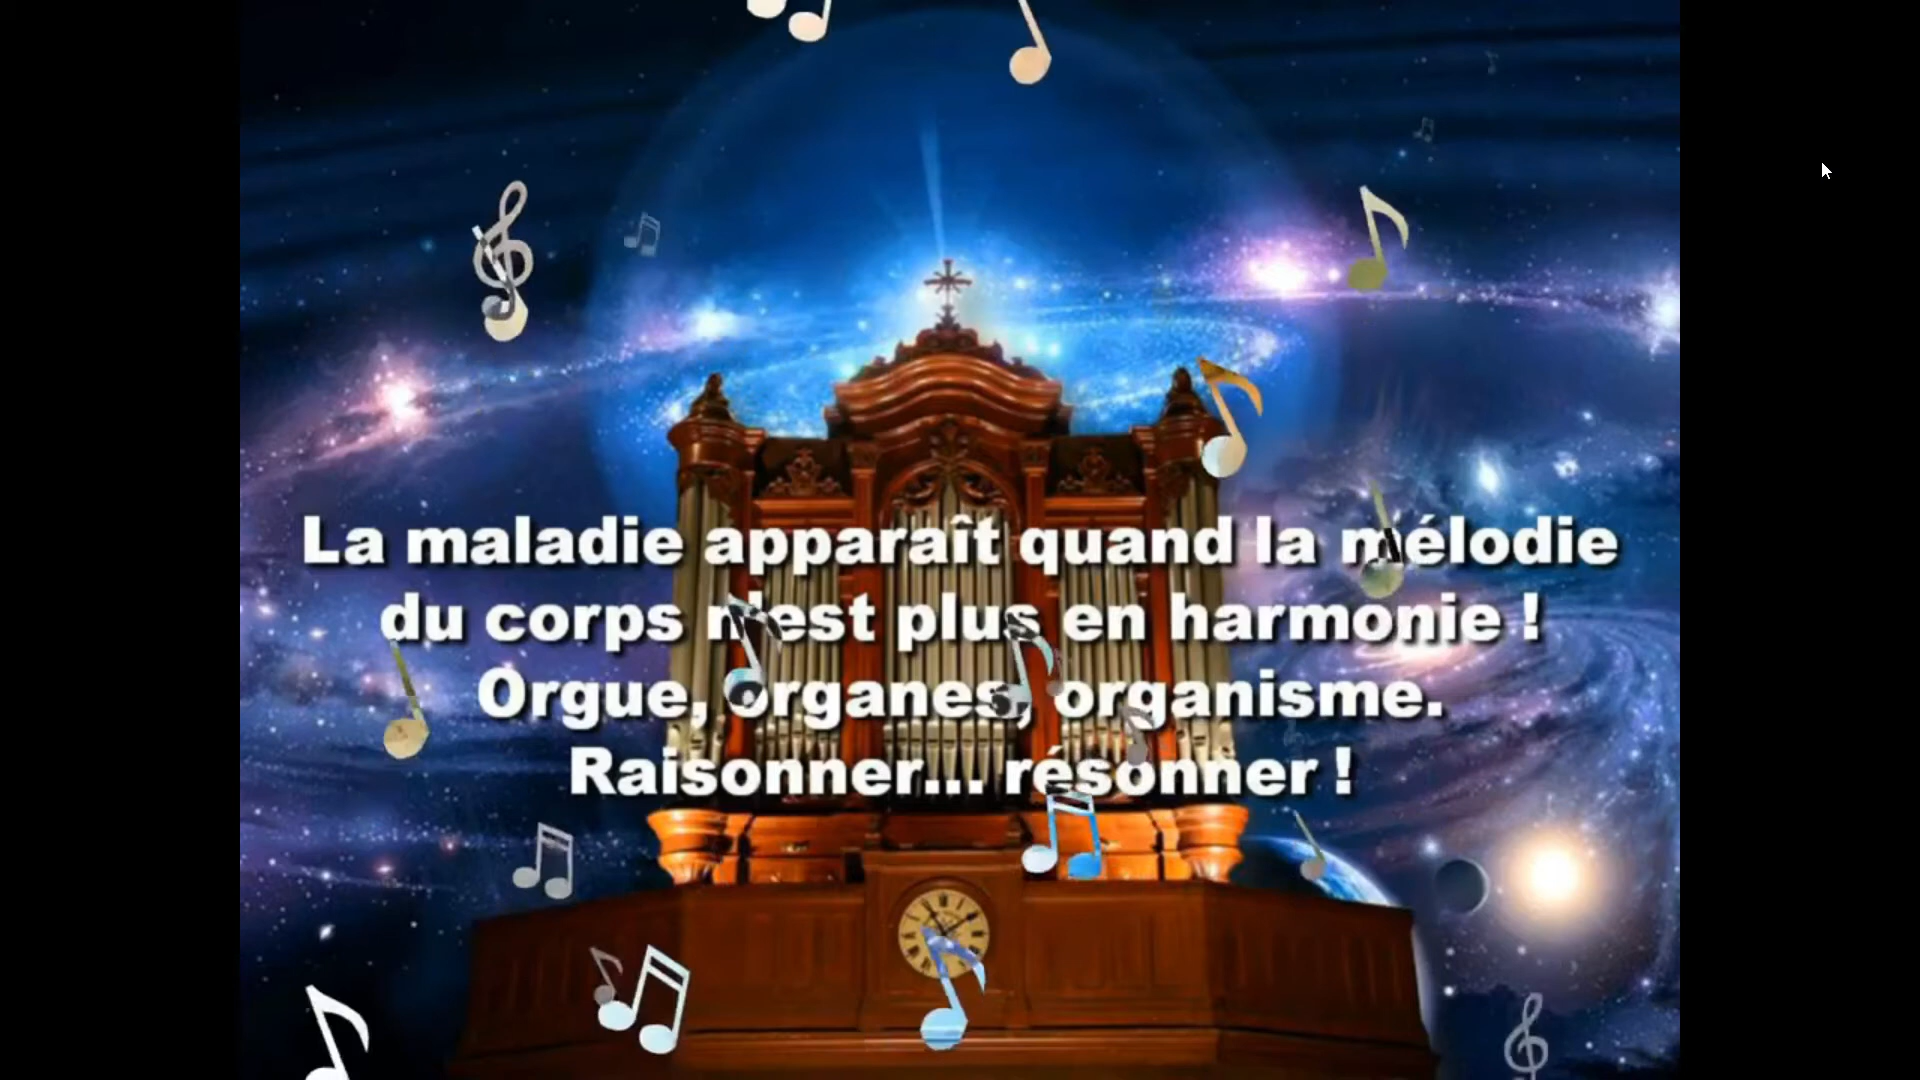 La maladie apparaît quand la mélodie
du corps n'est plus en harmonie !
Orgue, organes, organisme.
Raisonner... résonner !